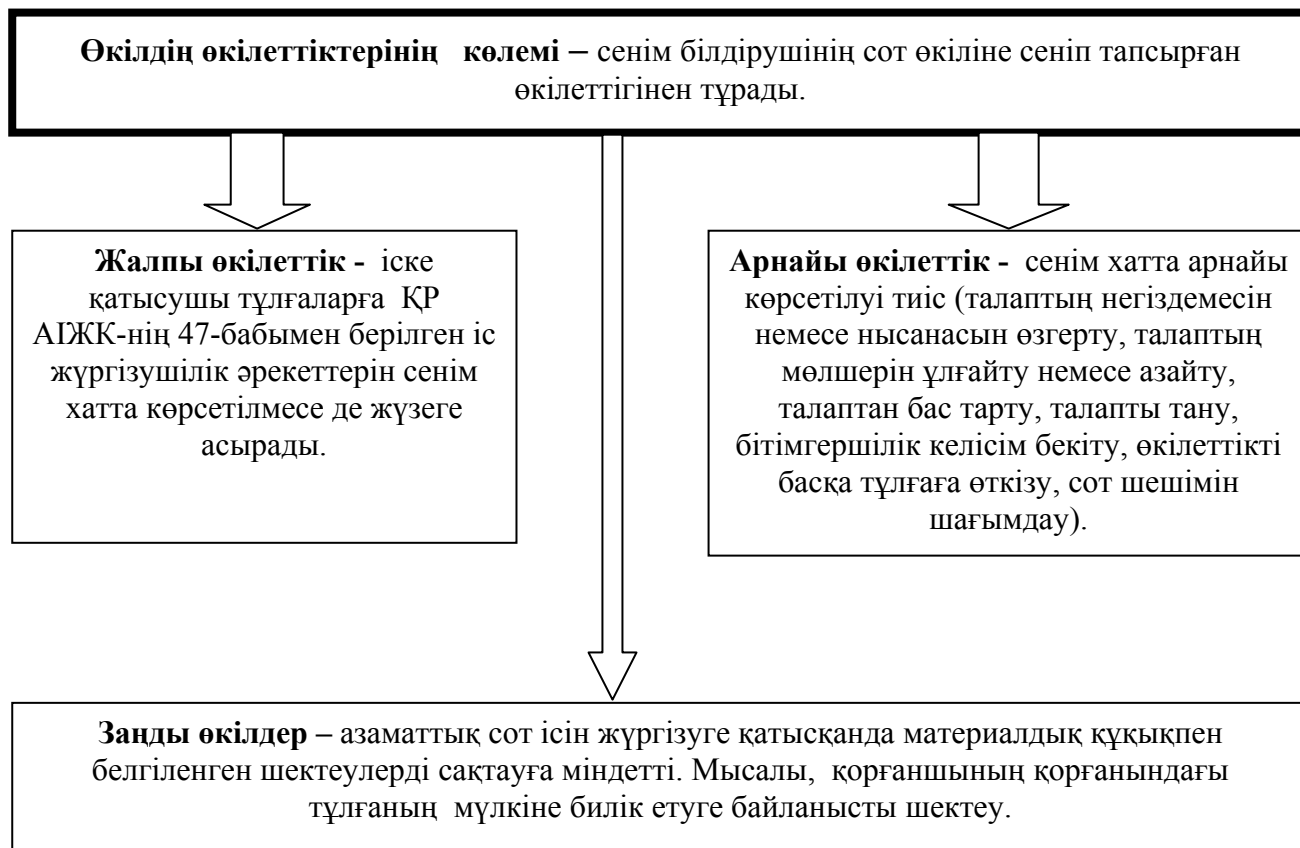 Өкілдің өкілеттіктерінің көлемі – сенім білдірушінің сот өкіліне сеніп тапсырған
өкілеттігінен тұрады.
Жалпы өкілеттік - іске
қатысушы тұлғаларға ҚР
АІЖК-нің 47-бабымен берілген іс
жүргізушілік әрекеттерін сенім
хатта көрсетілмесе де жүзеге
асырады.
Арнайы өкілеттік - сенім хатта арнайы
көрсетілуі тиіс (талаптың негіздемесін
немесе нысанасын өзгерту, талаптың
мөлшерін ұлғайту немесе азайту,
талаптан бас тарту, талапты тану,
бітімгершілік келісім бекіту, өкілеттікті
басқа тұлғаға өткізу, сот шешімін
шағымдау).
Заңды өкілдер – азаматтық сот ісін жүргізуге қатысқанда материалдық құқықпен
белгіленген шектеулерді сақтауға міндетті. Мысалы, қорғаншының қорғанындағы
тұлғаның мүлкіне билік етуге байланысты шектеу.